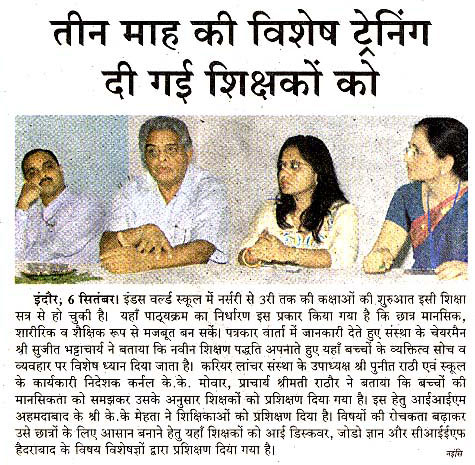 तीन माह की विशेष ट्रेनिंग
दी गई शिक्षकों को
इंदौर; 6 सितंबर। इंडस वर्ल्ड स्कूल में नर्सरी से 3री तक की कक्षाओं की शुरुआत इसी शिक्षा
सत्र से हो चुकी है। यहाँ पाठ्यक्रम का निर्धारण इस प्रकार किया गया है कि छात्र मानसिक,
शारीरिक व शैक्षिक रूप से मजबूत बन सकें। पत्रकार वार्ता में जानकारी देते हुए संस्था के चेयरमैन
श्री सुजीत भट्टाचार्य ने बताया कि नवीन शिक्षण पद्धति अपनाते हुए यहाँ बच्चों के व्यक्तित्व सोच व
व्यवहार पर विशेष ध्यान दिया जाता है। करियर लांचर संस्था के उपाध्यक्ष श्री पुनीत राठी एवं स्कूल
के कार्यकारी निदेशक कर्नल के.के. मोवार, प्राचार्य श्रीमती राठौर ने बताया कि बच्चों की
मानसिकता को समझकर उसके अनुसार शिक्षकों को प्रशिक्षण दिया गया है। इस हेतु आईआईएम
अहमदाबाद के श्री के.के. मेहता ने शिक्षिकाओं को प्रशिक्षण दिया है। विषयों की रोचकता बढ़ाकर
उसे छात्रों के लिए आसान बनाने हेतु यहाँ शिक्षकों को आई डिस्कवर, जोडो ज्ञान और सीआईईएफ
हैदराबाद के विषय विशेषज्ञों द्वारा प्रशिक्षण दिया गया है।